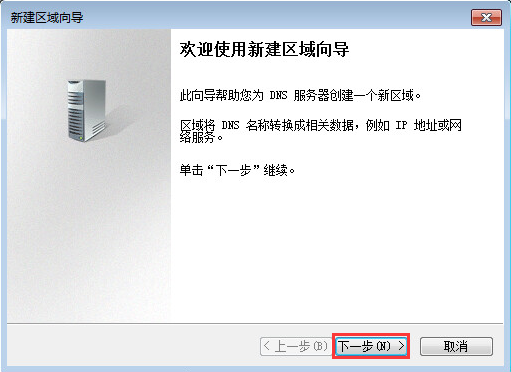 新建区域向导
欢迎使用新建区域向导
此向导帮助您为 DNS 服务器创建一个新区域。
区域将 DNS 名称转换成相关数据，例如 IP 地址或网
络服务。
单击“下一步”继续。
< 上一步(B) 下一步(N) > 取消